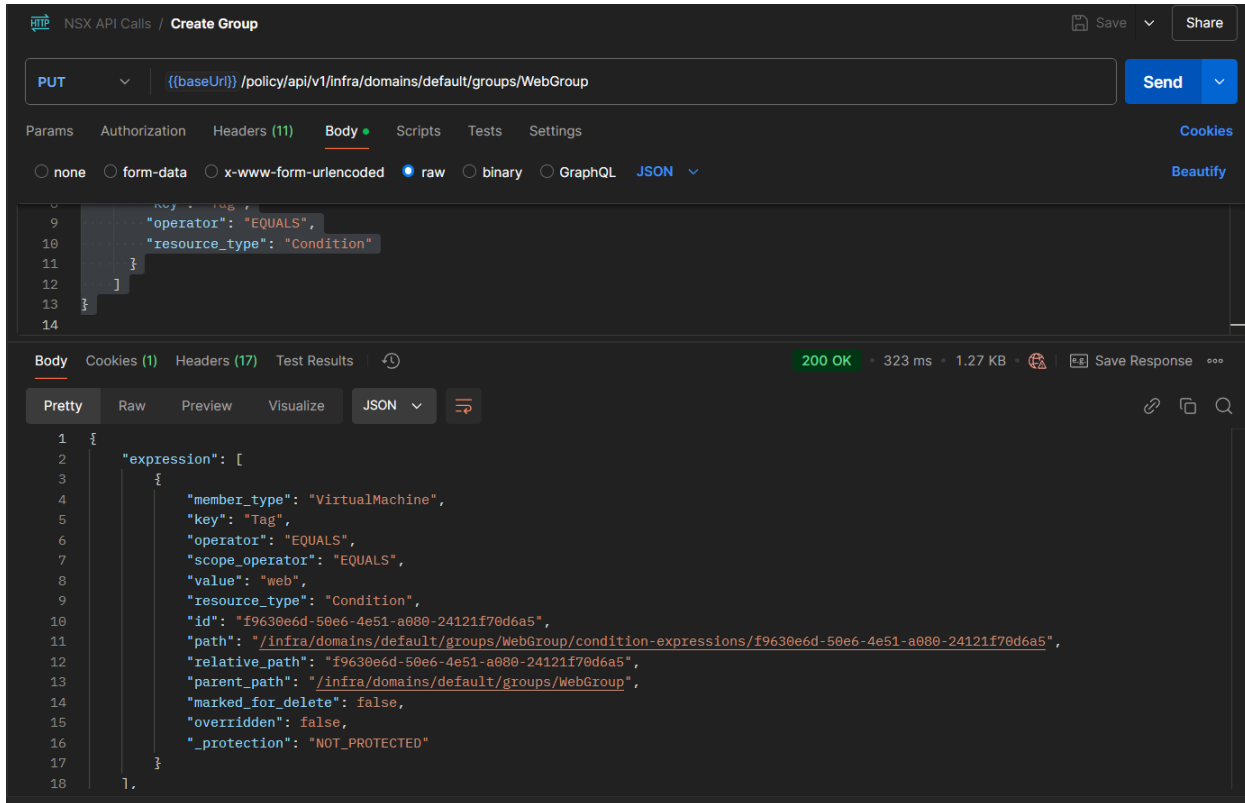 HTTP NSX API Calls / Create Group Save Share
PUT {{baseUrl}} /policy/api/v1/infra/domains/default/groups/WebGroup Send
Params Authorization Headers (11) Body Scripts Tests Settings Cookies
none form-data x-www-form-urlencoded raw binary GraphQL JSON Beautify
8 "key": "Tag",
9 "operator": "EQUALS",
10 "resource_type": "Condition"
11 }
12 ]
13 }
14
Body Cookies (1) Headers (17) Test Results 200 OK • 323 ms • 1.27 KB • e.g. Save Response
Pretty Raw Preview Visualize JSON
1 {
2 "expression": [
3 {
4 "member_type": "VirtualMachine",
5 "key": "Tag",
6 "operator": "EQUALS",
7 "scope_operator": "EQUALS",
8 "value": "web",
9 "resource_type": "Condition",
10 "id": "f9630e6d-50e6-4e51-a080-24121f70d6a5",
11 "path": "/infra/domains/default/groups/WebGroup/condition-expressions/f9630e6d-50e6-4e51-a080-24121f70d6a5",
12 "relative_path": "f9630e6d-50e6-4e51-a080-24121f70d6a5",
13 "parent_path": "/infra/domains/default/groups/WebGroup",
14 "marked_for_delete": false,
15 "overridden": false,
16 "_protection": "NOT_PROTECTED"
17 }
18 ],